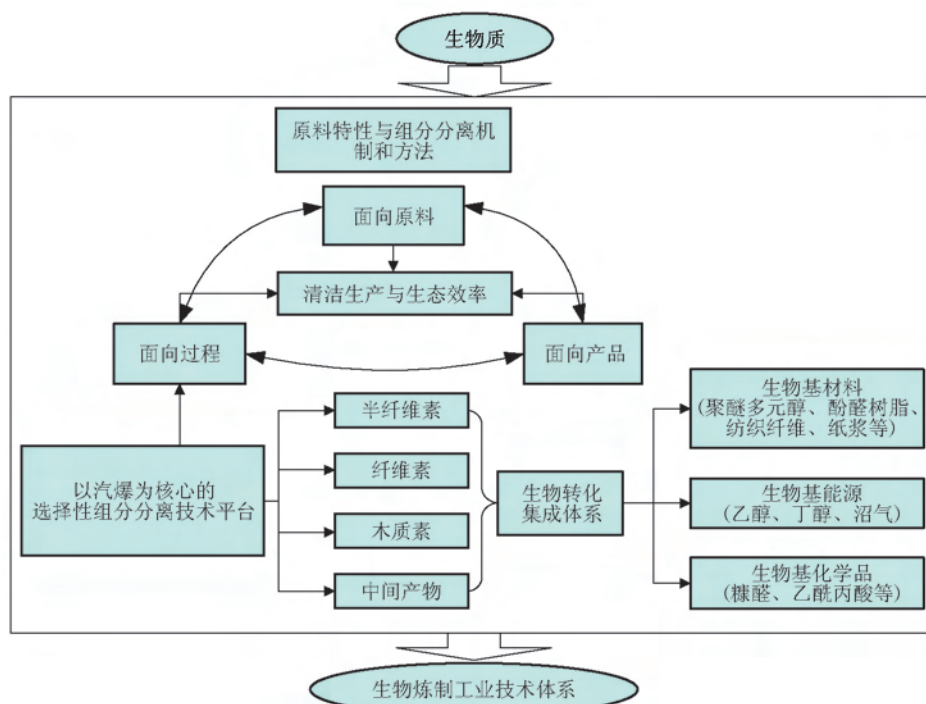 生物质
原料特性与组分分离机
制和方法
面向原料
清洁生产与生态效率
面向过程
面向产品
以汽爆为核心的
选择性组分分离技术平台
半纤维素
纤维素
木质素
中间产物
生物转化
集成体系
生物基材料
(聚醚多元醇、酚醛树脂、
纺织纤维、纸浆等)
生物基能源
(乙醇、丁醇、沼气)
生物基化学品
(糠醛、乙酰丙酸等)
生物炼制工业技术体系